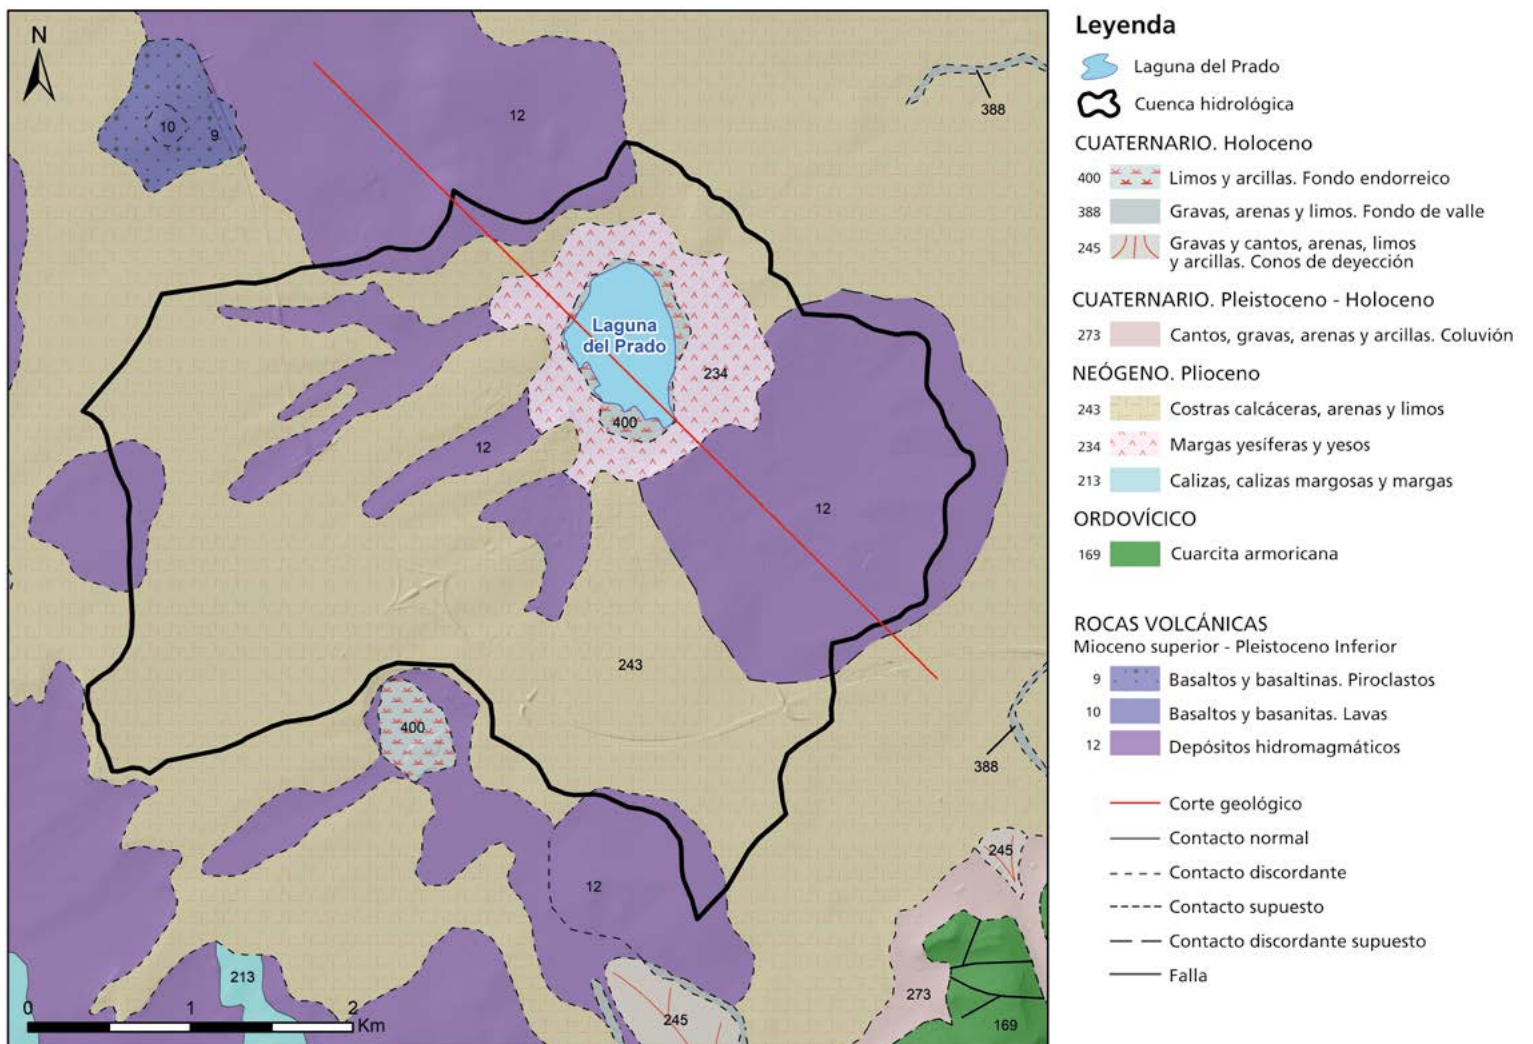 N
388
12
10
9
Laguna
del Prado
234
400
12
12
243
400
388
245
12
213
273
245
169
0 1 2
Km
Leyenda
Laguna del Prado
Cuenca hidrológica
CUATERNARIO. Holoceno
400 Limos y arcillas. Fondo endorreico
388 Gravas, arenas y limos. Fondo de valle
245 Gravas y cantos, arenas, limos
y arcillas. Conos de deyección
CUATERNARIO. Pleistoceno - Holoceno
273 Cantos, gravas, arenas y arcillas. Coluvión
NEÓGENO. Plioceno
243 Costras calcáceras, arenas y limos
234 Margas yesíferas y yesos
213 Calizas, calizas margosas y margas
ORDOVÍCICO
169 Cuarcita armoricana
ROCAS VOLCÁNICAS
Mioceno superior - Pleistoceno Inferior
9 Basaltos y basaltinas. Piroclastos
10 Basaltos y basanitas. Lavas
12 Depósitos hidromagmáticos
Corte geológico
Contacto normal
Contacto discordante
Contacto supuesto
Contacto discordante supuesto
Falla